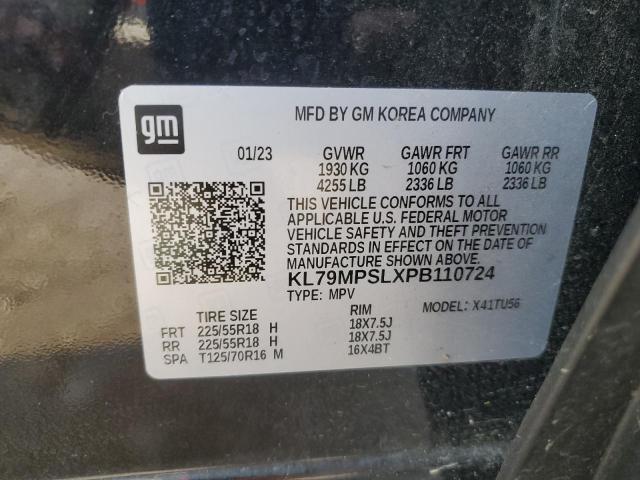 gm
MFD BY GM KOREA COMPANY
01/23 GVWR GAWR FRT GAWR RR
1930 KG 1060 KG 1060 KG
4255 LB 2336 LB 2336 LB
THIS VEHICLE CONFORMS TO ALL
APPLICABLE U.S. FEDERAL MOTOR
VEHICLE SAFETY AND THEFT PREVENTION
STANDARDS IN EFFECT ON THE DATE OF
MANUFACTURE SHOWN ABOVE.
KL79MPSLXPB110724
TYPE: MPV MODEL: X41TU56
TIRE SIZE RIM
FRT 225/55R18 H 18X7.5J
RR 225/55R18 H 18X7.5J
SPA T125/70R16 M 16X4BT